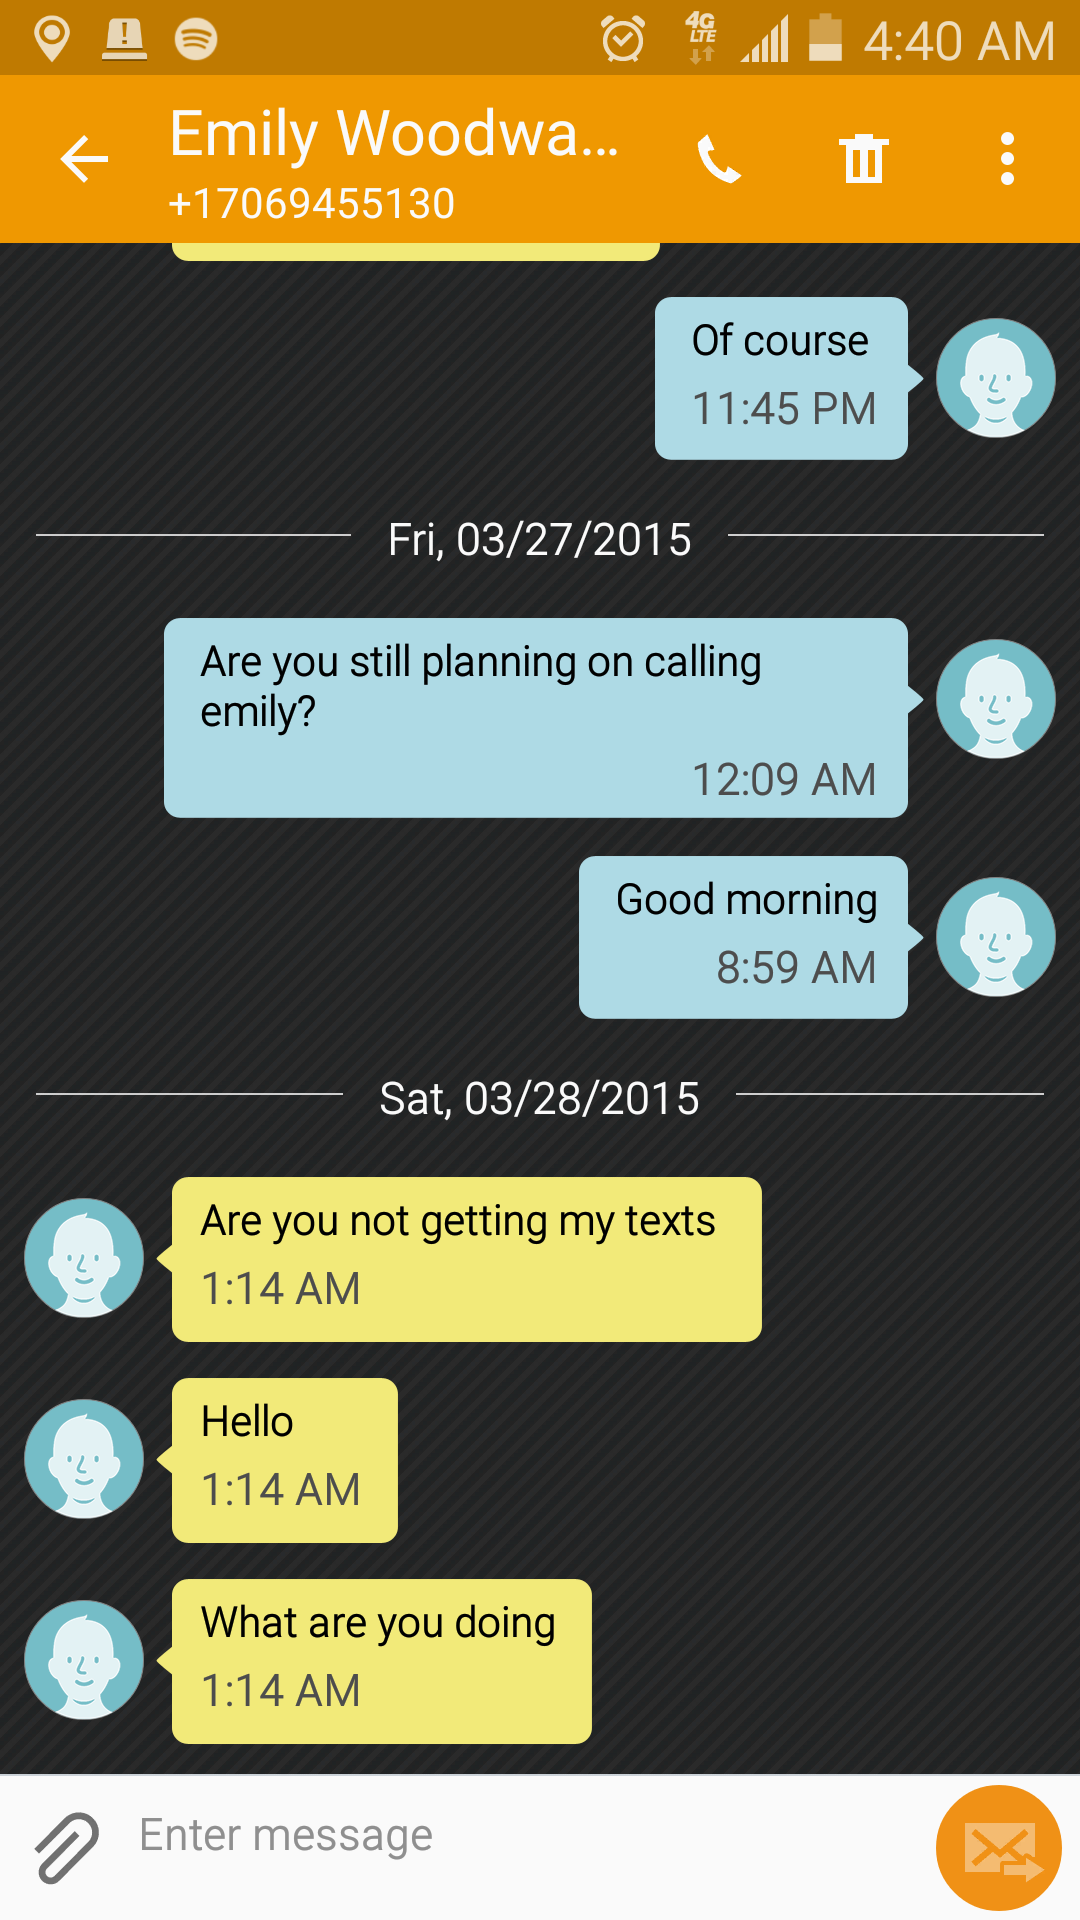 4G
LTE
4:40 AM
Emily Woodwa...
+17069455130
Of course
11:45 PM
Fri, 03/27/2015
Are you still planning on calling
emily?
12:09 AM
Good morning
8:59 AM
Sat, 03/28/2015
Are you not getting my texts
1:14 AM
Hello
1:14 AM
What are you doing
1:14 AM
Enter message